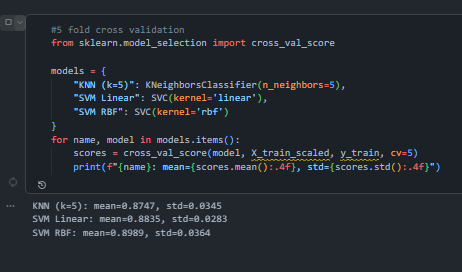 #5 fold cross validation
from sklearn.model_selection import cross_val_score
models = {
"KNN (k=5)": KNeighborsClassifier(n_neighbors=5),
"SVM Linear": SVC(kernel='linear'),
"SVM RBF": SVC(kernel='rbf')
}
for name, model in models.items():
scores = cross_val_score(model, X_train_scaled, y_train, cv=5)
print(f"{name}: mean={scores.mean():.4f}, std={scores.std():.4f}")
KNN (k=5): mean=0.8747, std=0.0345
SVM Linear: mean=0.8835, std=0.0283
SVM RBF: mean=0.8989, std=0.0364